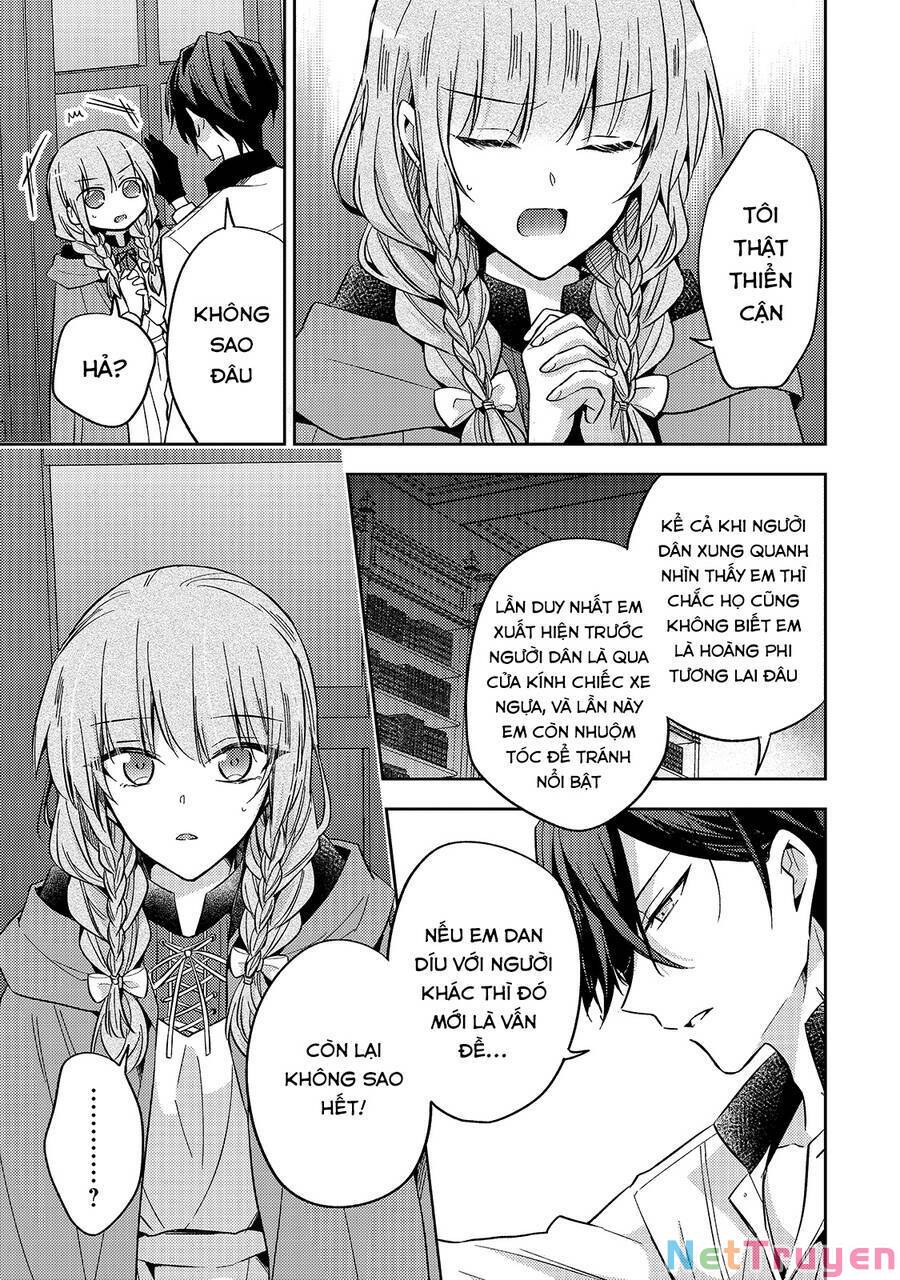 TÔI
THẬT
THIỂN
CẬN
KHÔNG
SAO
ĐÂU
HẢ?
KỂ CẢ KHI NGƯỜI
DÂN XUNG QUANH
NHÌN THẤY EM THÌ
CHẮC HỌ CŨNG
KHÔNG BIẾT EM
LÀ HOÀNG PHI
TƯƠNG LAI ĐÂU
LẦN DUY NHẤT EM
XUẤT HIỆN TRƯỚC
NGƯỜI DÂN LÀ QUA
CỬA KÍNH CHIẾC XE
NGỰA, VÀ LẦN NÀY
EM CÒN NHUỘM
TÓC ĐỂ TRÁNH
NỔI BẬT
NẾU EM DAN
DÍU VỚI NGƯỜI
KHÁC THÌ ĐÓ
MỚI LÀ VẤN
ĐỀ...
CÒN LẠI
KHÔNG SAO
HẾT!
.........?
NetTruyen